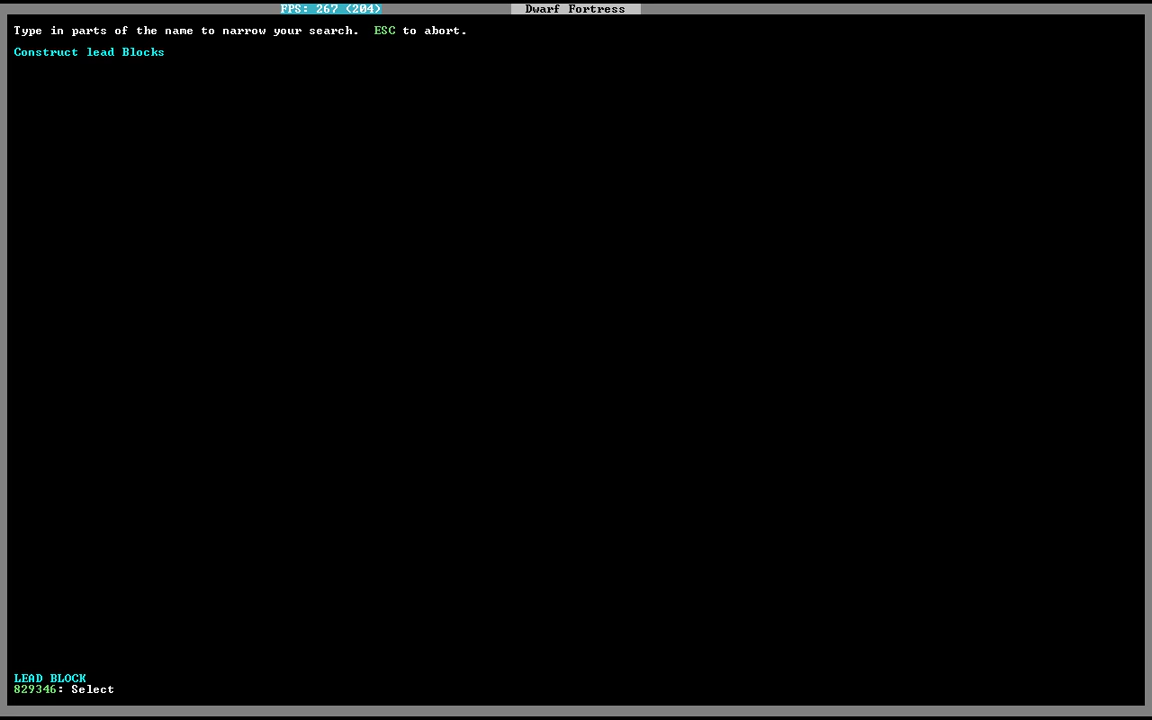 FPS: 267 (204) Dwarf Fortress
Type in parts of the name to narrow your search.  ESC to abort.
Construct lead Blocks
LEAD BLOCK
829346: Select